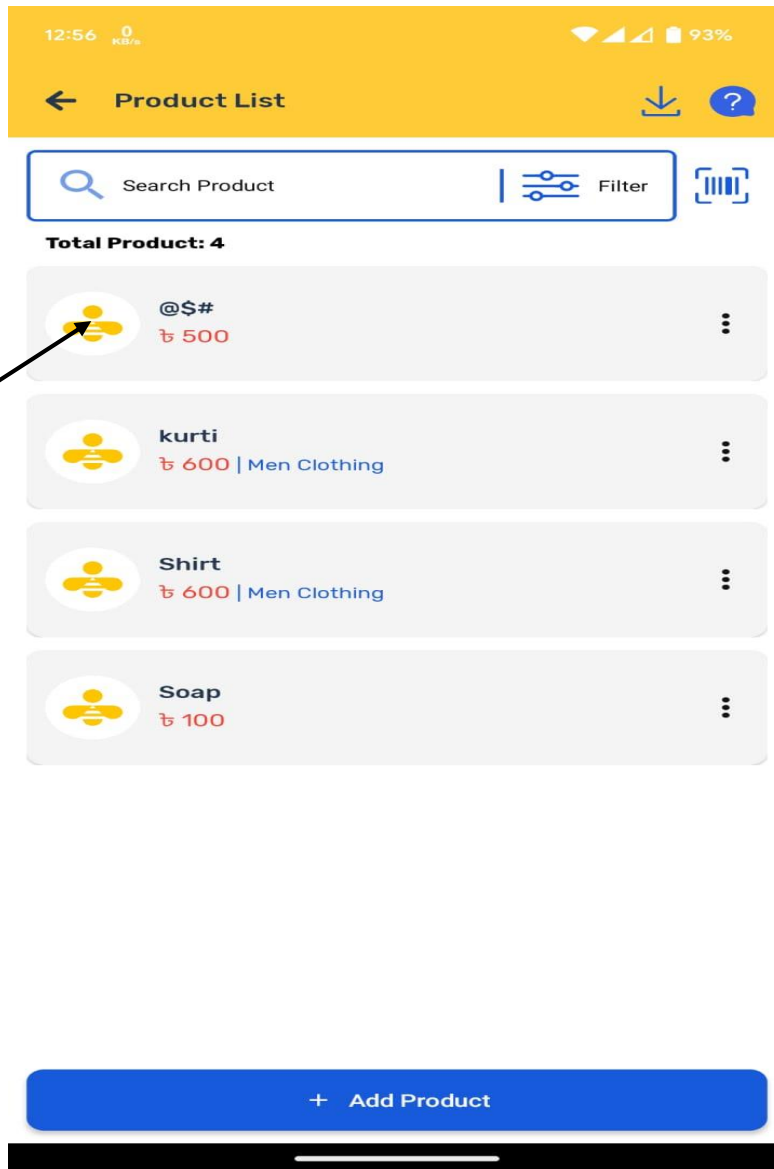 12:56 0 KB/s 93%
Product List
?
Search Product Filter
Total Product: 4
@$#
৳ 500
kurti
৳ 600 | Men Clothing
Shirt
৳ 600 | Men Clothing
Soap
৳ 100
+ Add Product